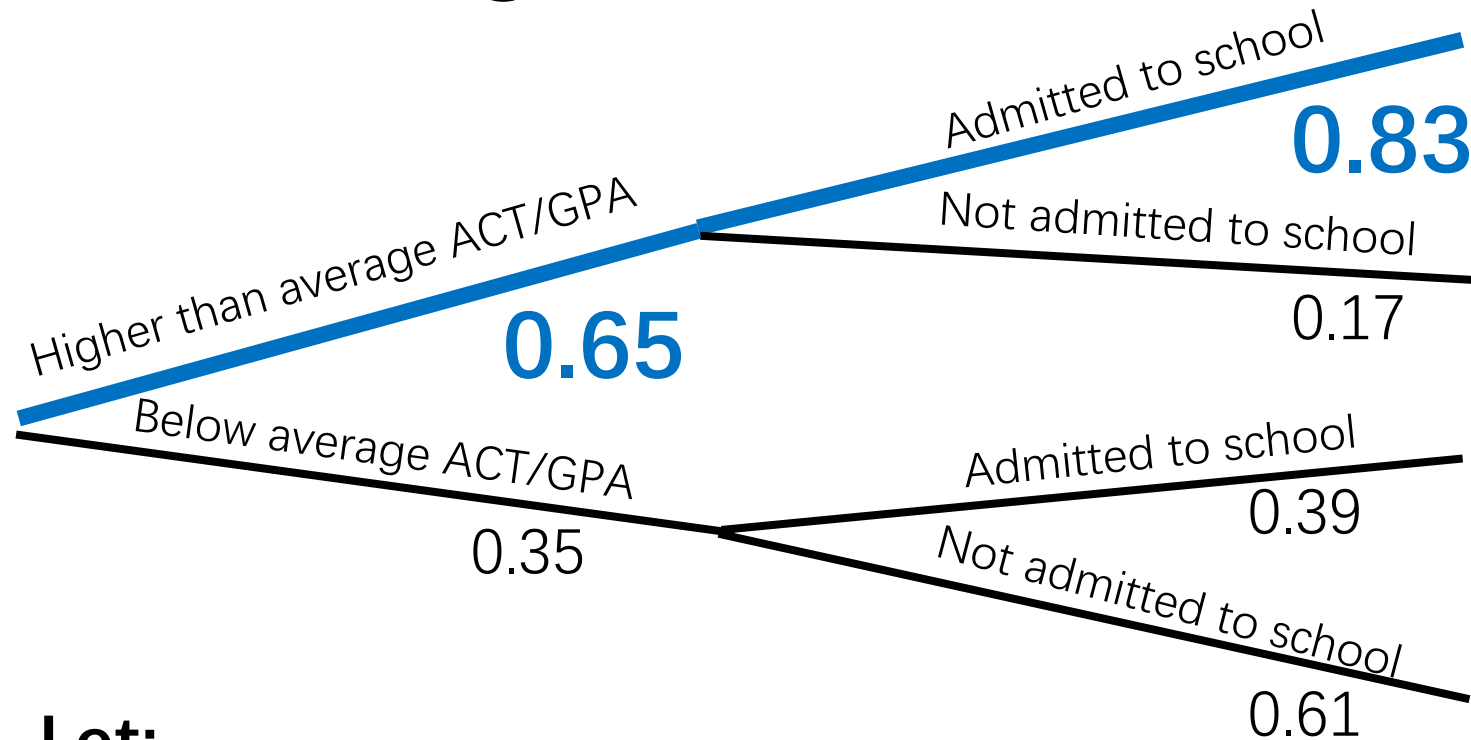 Admitted to school
0.83
Higher than average ACT/GPA
Not admitted to school
0.65
0.17
Below average ACT/GPA
Admitted to school
0.35
0.39
Not admitted to school
0.61
Let: